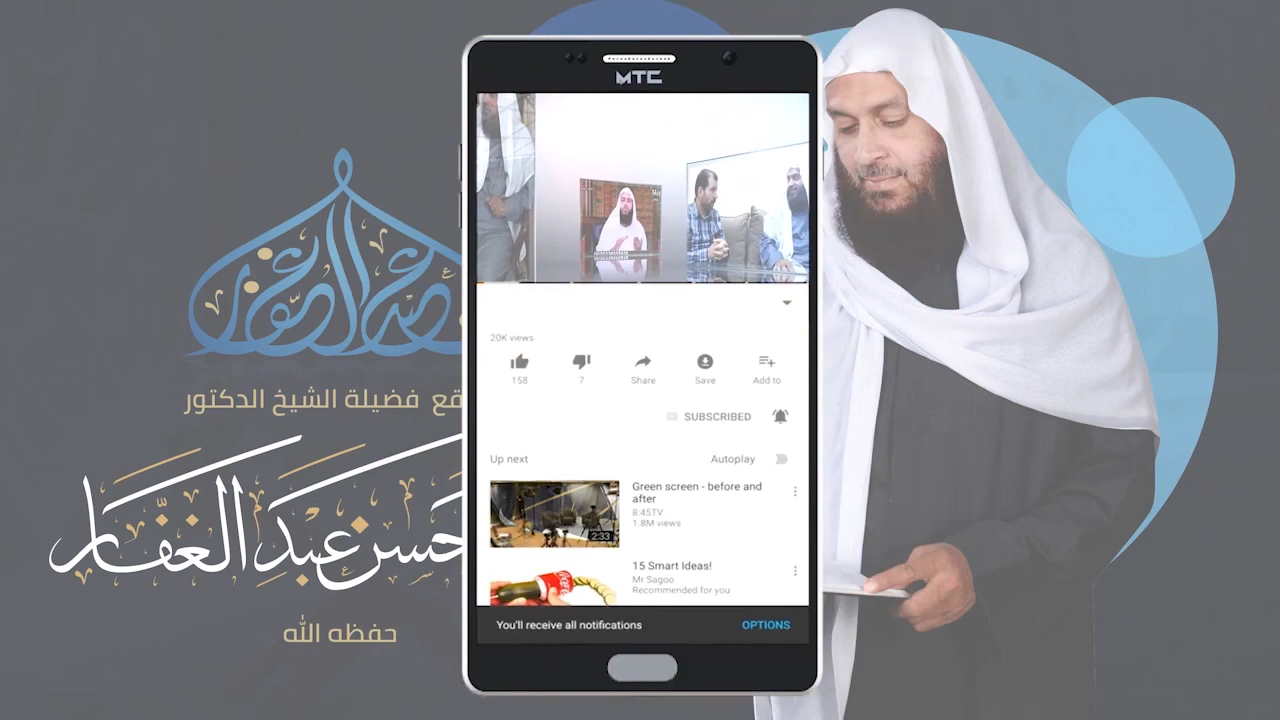 قع فضيلة الشيخ الدكتور
حسن عبد الغفار
حفظه الله
MTC
20K views
158
7
Share
Save
Add to
SUBSCRIBED
Up next
Autoplay
Green screen - before and
after
8:45TV
1.8M views
2:33
15 Smart Ideas!
Mr Sagoo
Recommended for you
You'll receive all notifications
OPTIONS